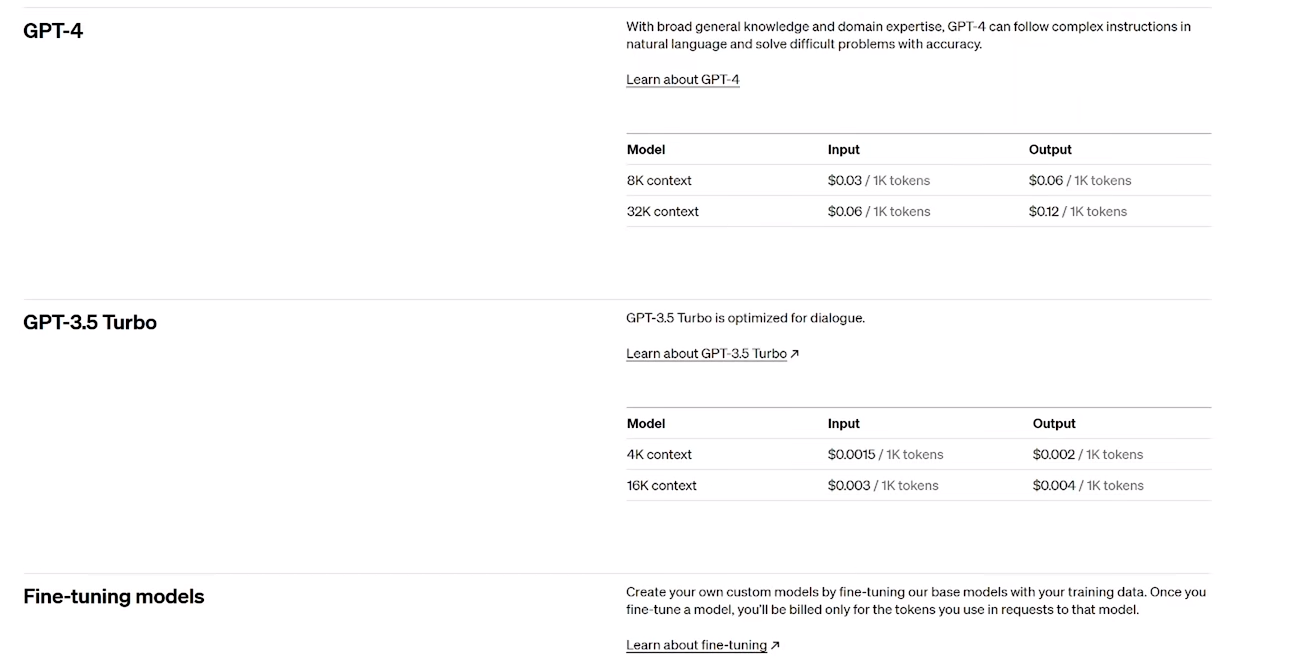 GPT-4
With broad general knowledge and domain expertise, GPT-4 can follow complex instructions in
natural language and solve difficult problems with accuracy.
Learn about GPT-4
Model Input Output
8K context $0.03 / 1K tokens $0.06 / 1K tokens
32K context $0.06 / 1K tokens $0.12 / 1K tokens
GPT-3.5 Turbo
GPT-3.5 Turbo is optimized for dialogue.
Learn about GPT-3.5 Turbo ↗
Model Input Output
4K context $0.0015 / 1K tokens $0.002 / 1K tokens
16K context $0.003 / 1K tokens $0.004 / 1K tokens
Fine-tuning models
Create your own custom models by fine-tuning our base models with your training data. Once you
fine-tune a model, you'll be billed only for the tokens you use in requests to that model.
Learn about fine-tuning ↗